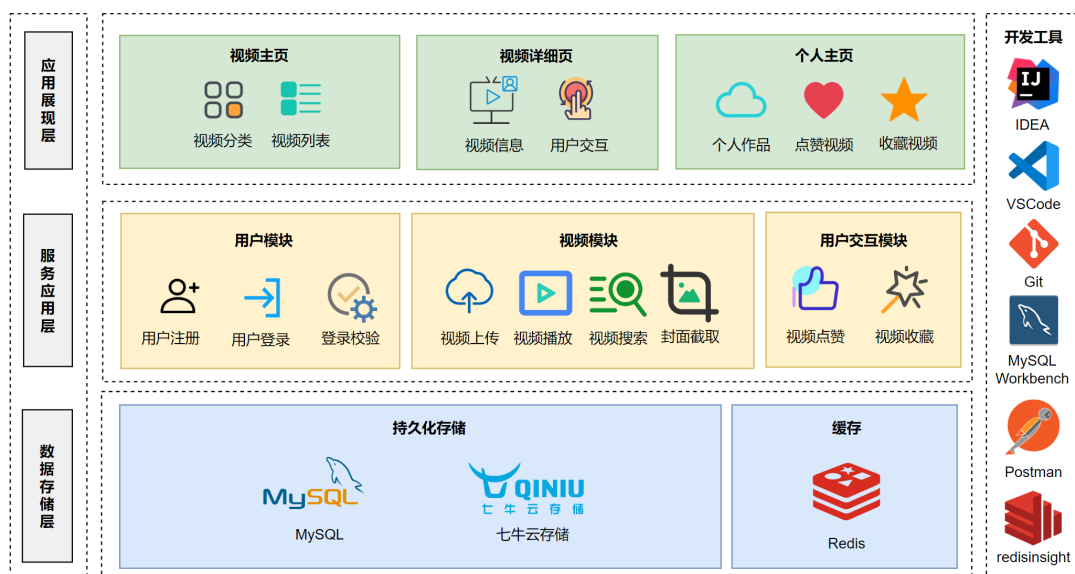 应用展现层
视频主页
视频分类
视频列表
视频详细页
视频信息
用户交互
个人主页
个人作品
点赞视频
收藏视频
服务应用层
用户模块
用户注册
用户登录
登录校验
视频模块
视频上传
视频播放
视频搜索
封面截取
用户交互模块
视频点赞
视频收藏
数据存储层
持久化存储
MySQL
MySQL
QINIU
七牛云存储
七牛云存储
缓存
Redis
开发工具
IJ
IDEA
VSCode
Git
MySQL
Workbench
Postman
redisinsight